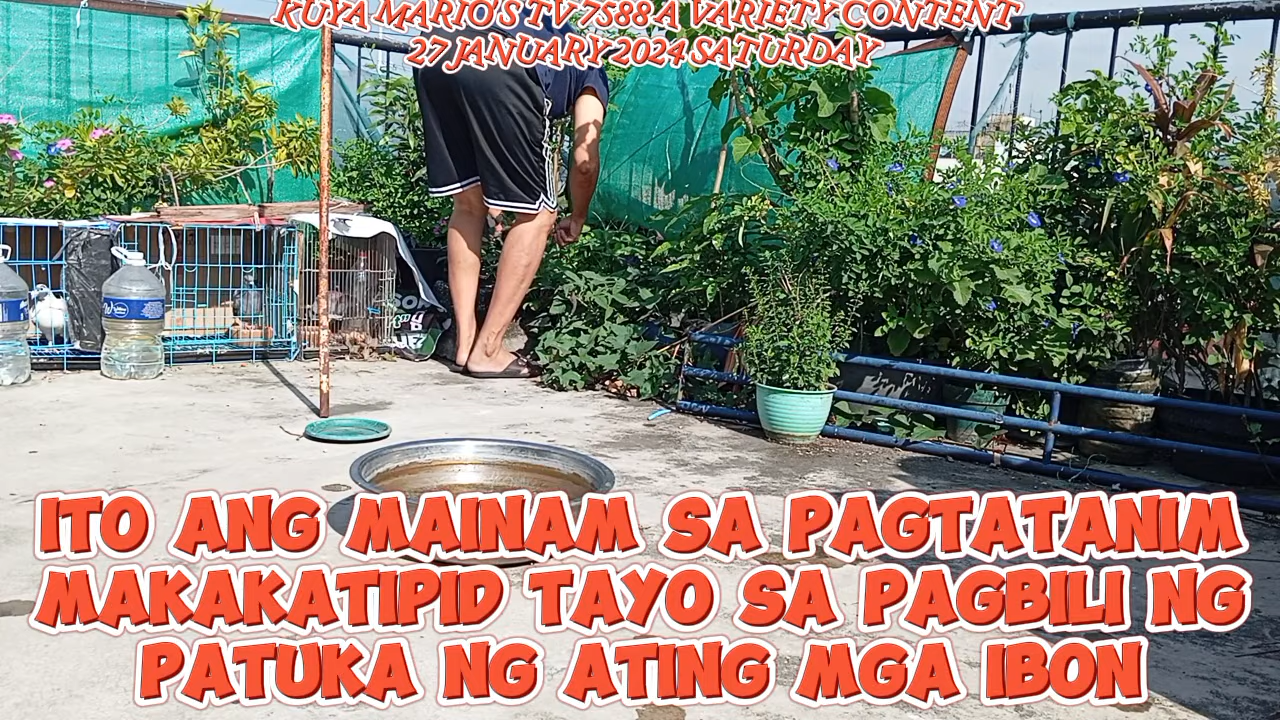 KUYA MARIO'S TV 7588 A VARIETY CONTENT
27 JANUARY 2024 SATURDAY
ITO ANG MAINAM SA PAGTATANIM
MAKAKATIPID TAYO SA PAGBILI NG
PATUKA NG ATING MGA IBON